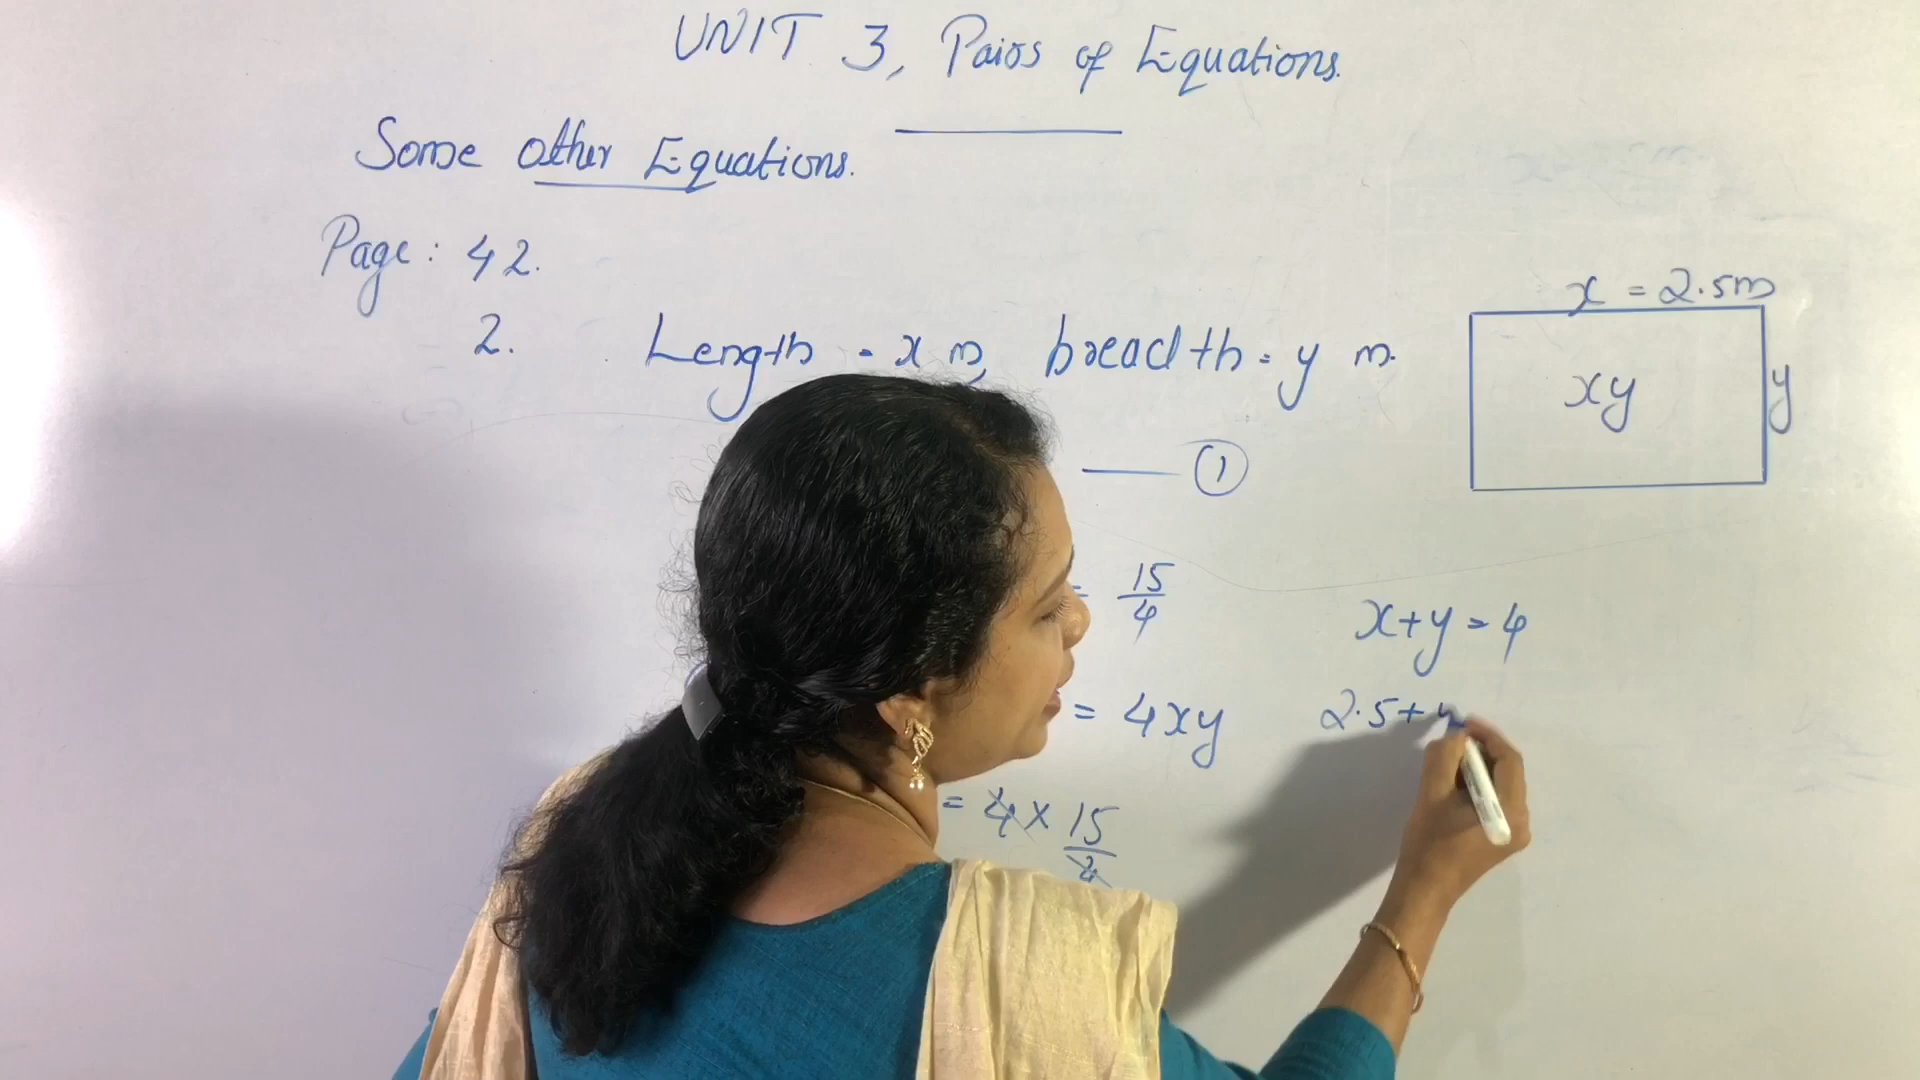 UNIT 3, Pairs of Equations.
Some other Equations.
Page: 42.
2. Length = x m, breadth = y m.
x = 2.5m
xy
y
1
= 15/4
x+y = 4
= 4xy
2.5+y
= 4 x 15/4